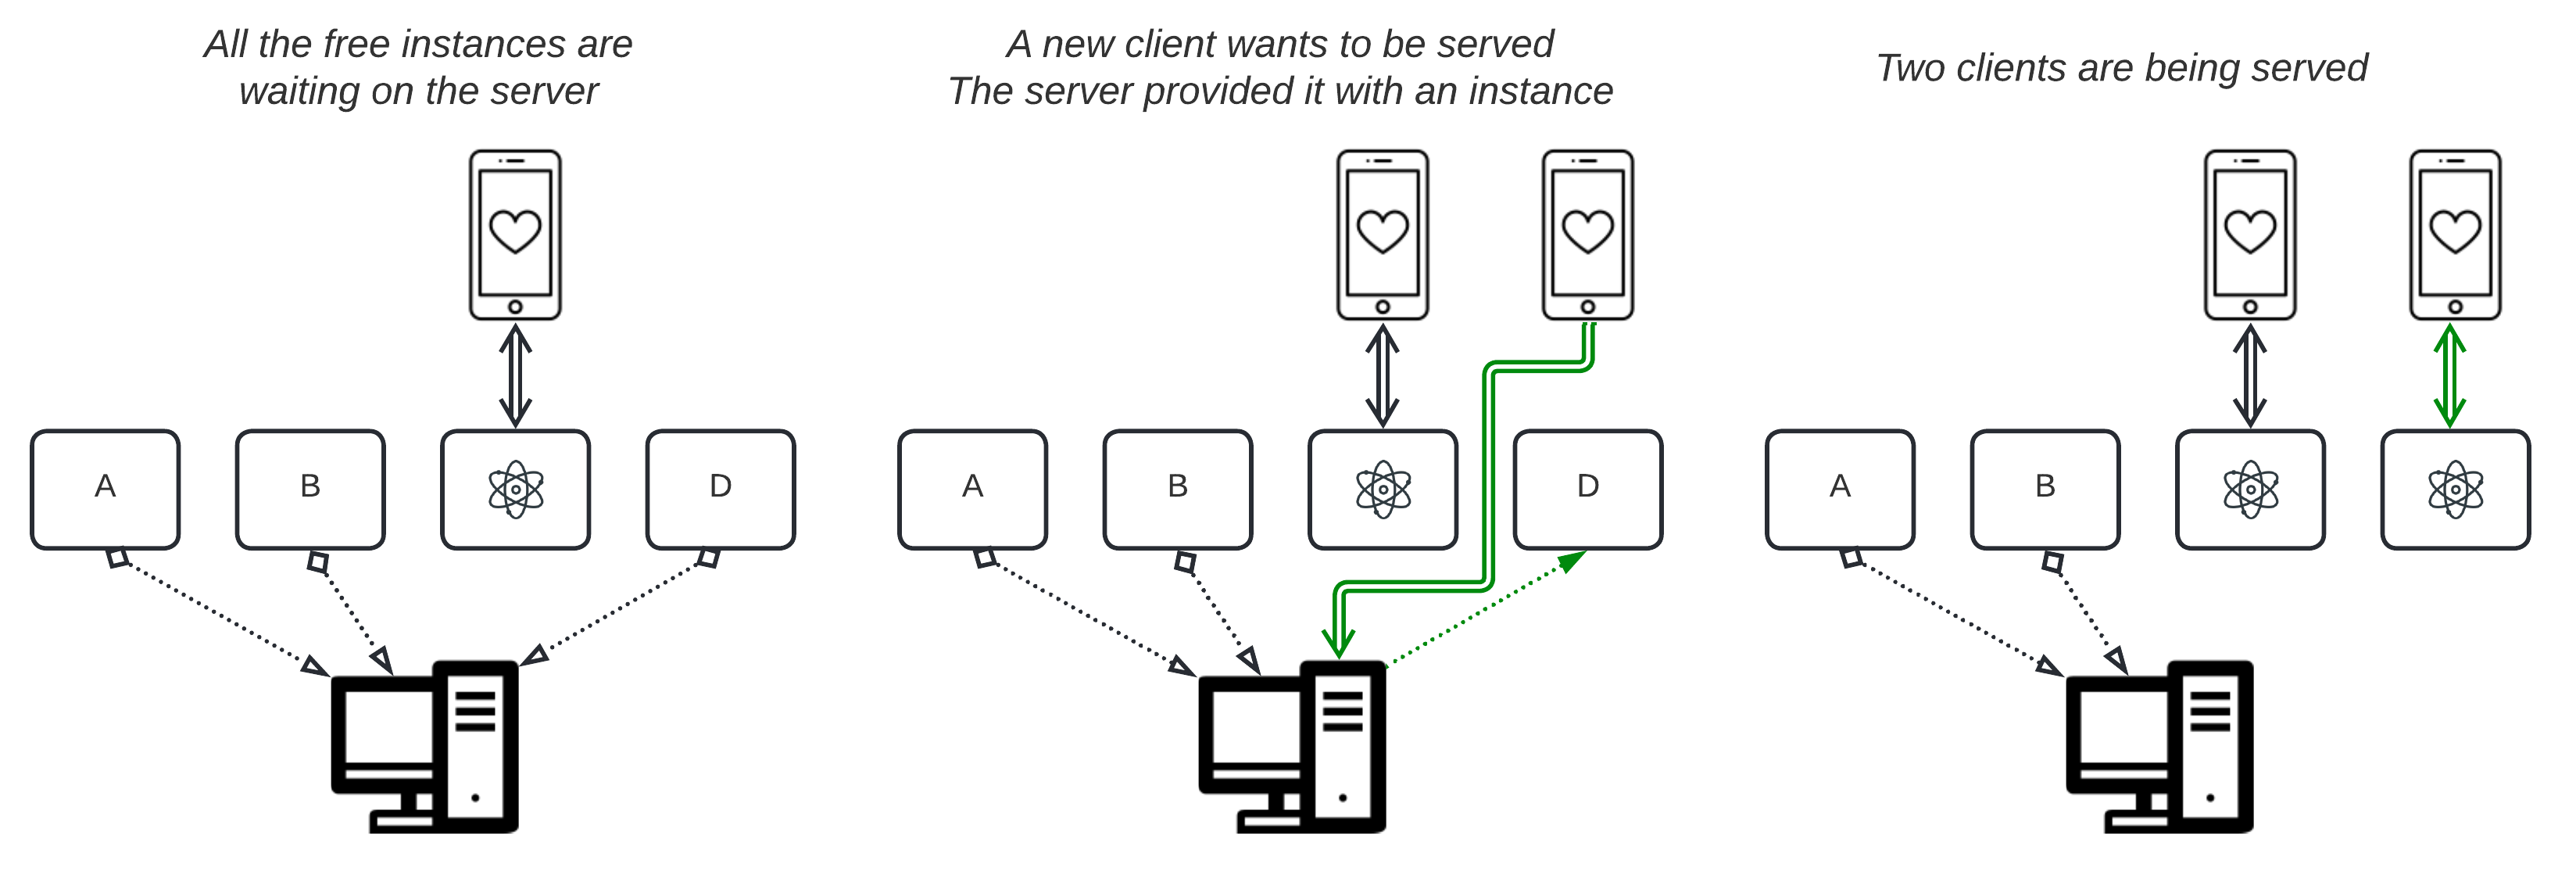 All the free instances are
waiting on the server
A B D
A new client wants to be served
The server provided it with an instance
A B D
Two clients are being served
A B